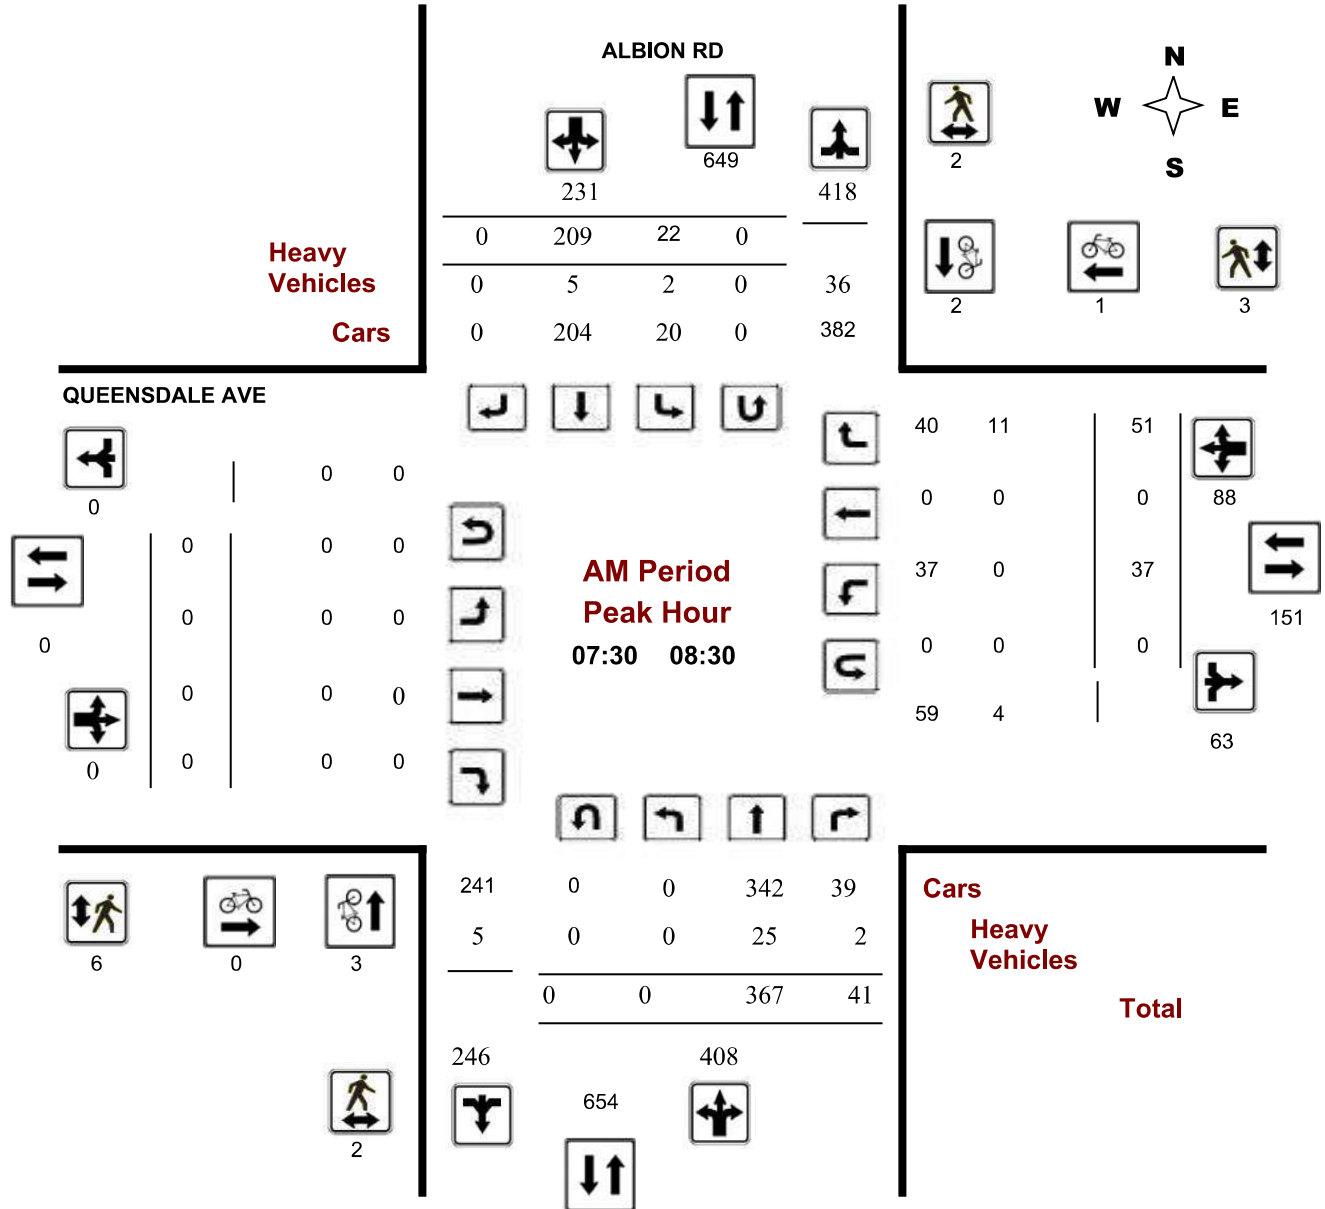 ALBION RD
N
W E
S
649
2
231
418
0 209 22 0
Heavy
Vehicles
0 5 2 0 36
2 1 3
Cars
0 204 20 0 382
QUEENSDALE AVE
40 11 51
0 0
0
0 0 0
88
0 0 0
AM Period
37 0 37
Peak Hour
0 0 0
151
0
07:30 08:30
0 0 0
0 0 0
59 4
63
0
0 0 0
241 0 0 342 39
Cars
5 0 0 25 2
Heavy
Vehicles
6 0 3
0 0 367 41
Total
246
408
654
2